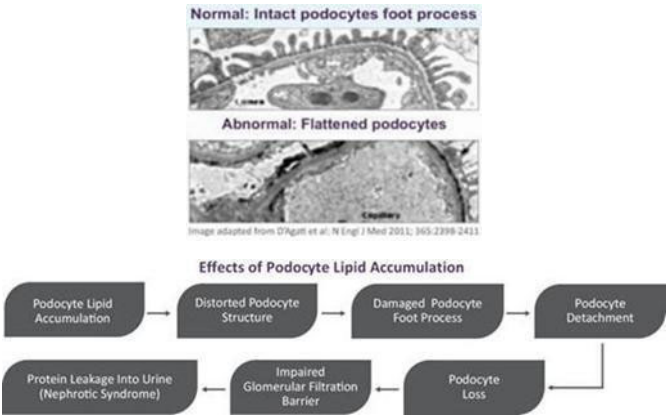 Normal: Intact podocytes foot process
Abnormal: Flattened podocytes
Capillary
Image adapted from D'Agati et al: N Engl J Med 2011; 365:2398-2411
Effects of Podocyte Lipid Accumulation
Podocyte Lipid
Accumulation
Distorted Podocyte
Structure
Damaged Podocyte
Foot Process
Podocyte
Detachment
Protein Leakage Into Urine
(Nephrotic Syndrome)
Impaired
Glomerular Filtration
Barrier
Podocyte
Loss